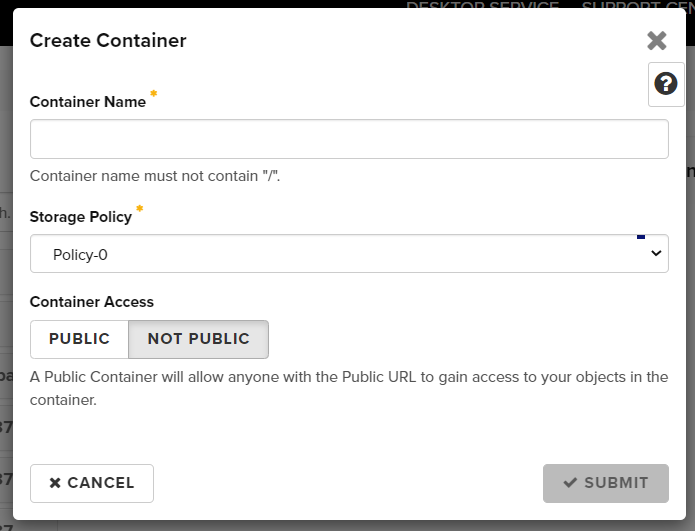 DESKTOP SERVICE SUPPORT CEN
Create Container
Container Name *
Container name must not contain "/".
Storage Policy *
Policy-0
Container Access
PUBLIC NOT PUBLIC
A Public Container will allow anyone with the Public URL to gain access to your objects in the
container.
CANCEL SUBMIT